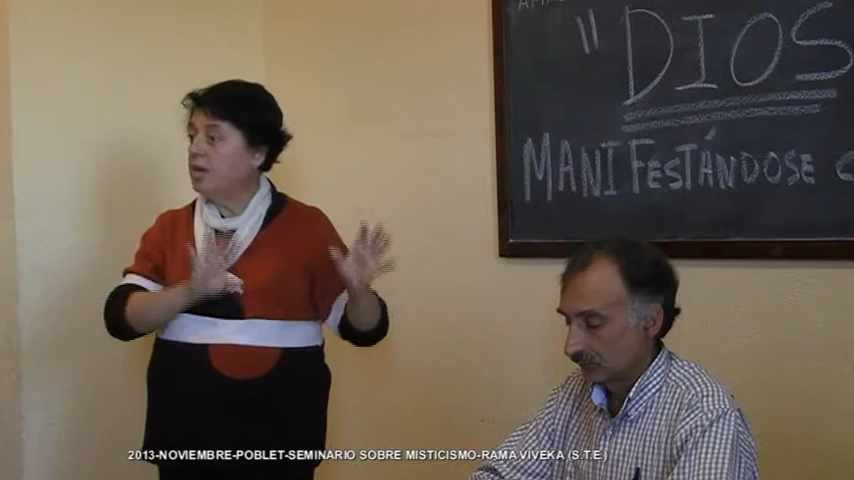 "DIOS
MANIFESTÁNDOSE
2013-NOVIEMBRE-POBLET-SEMINARIO SOBRE MISTICISMO-RAMA VIVEKA (S.T.E.)